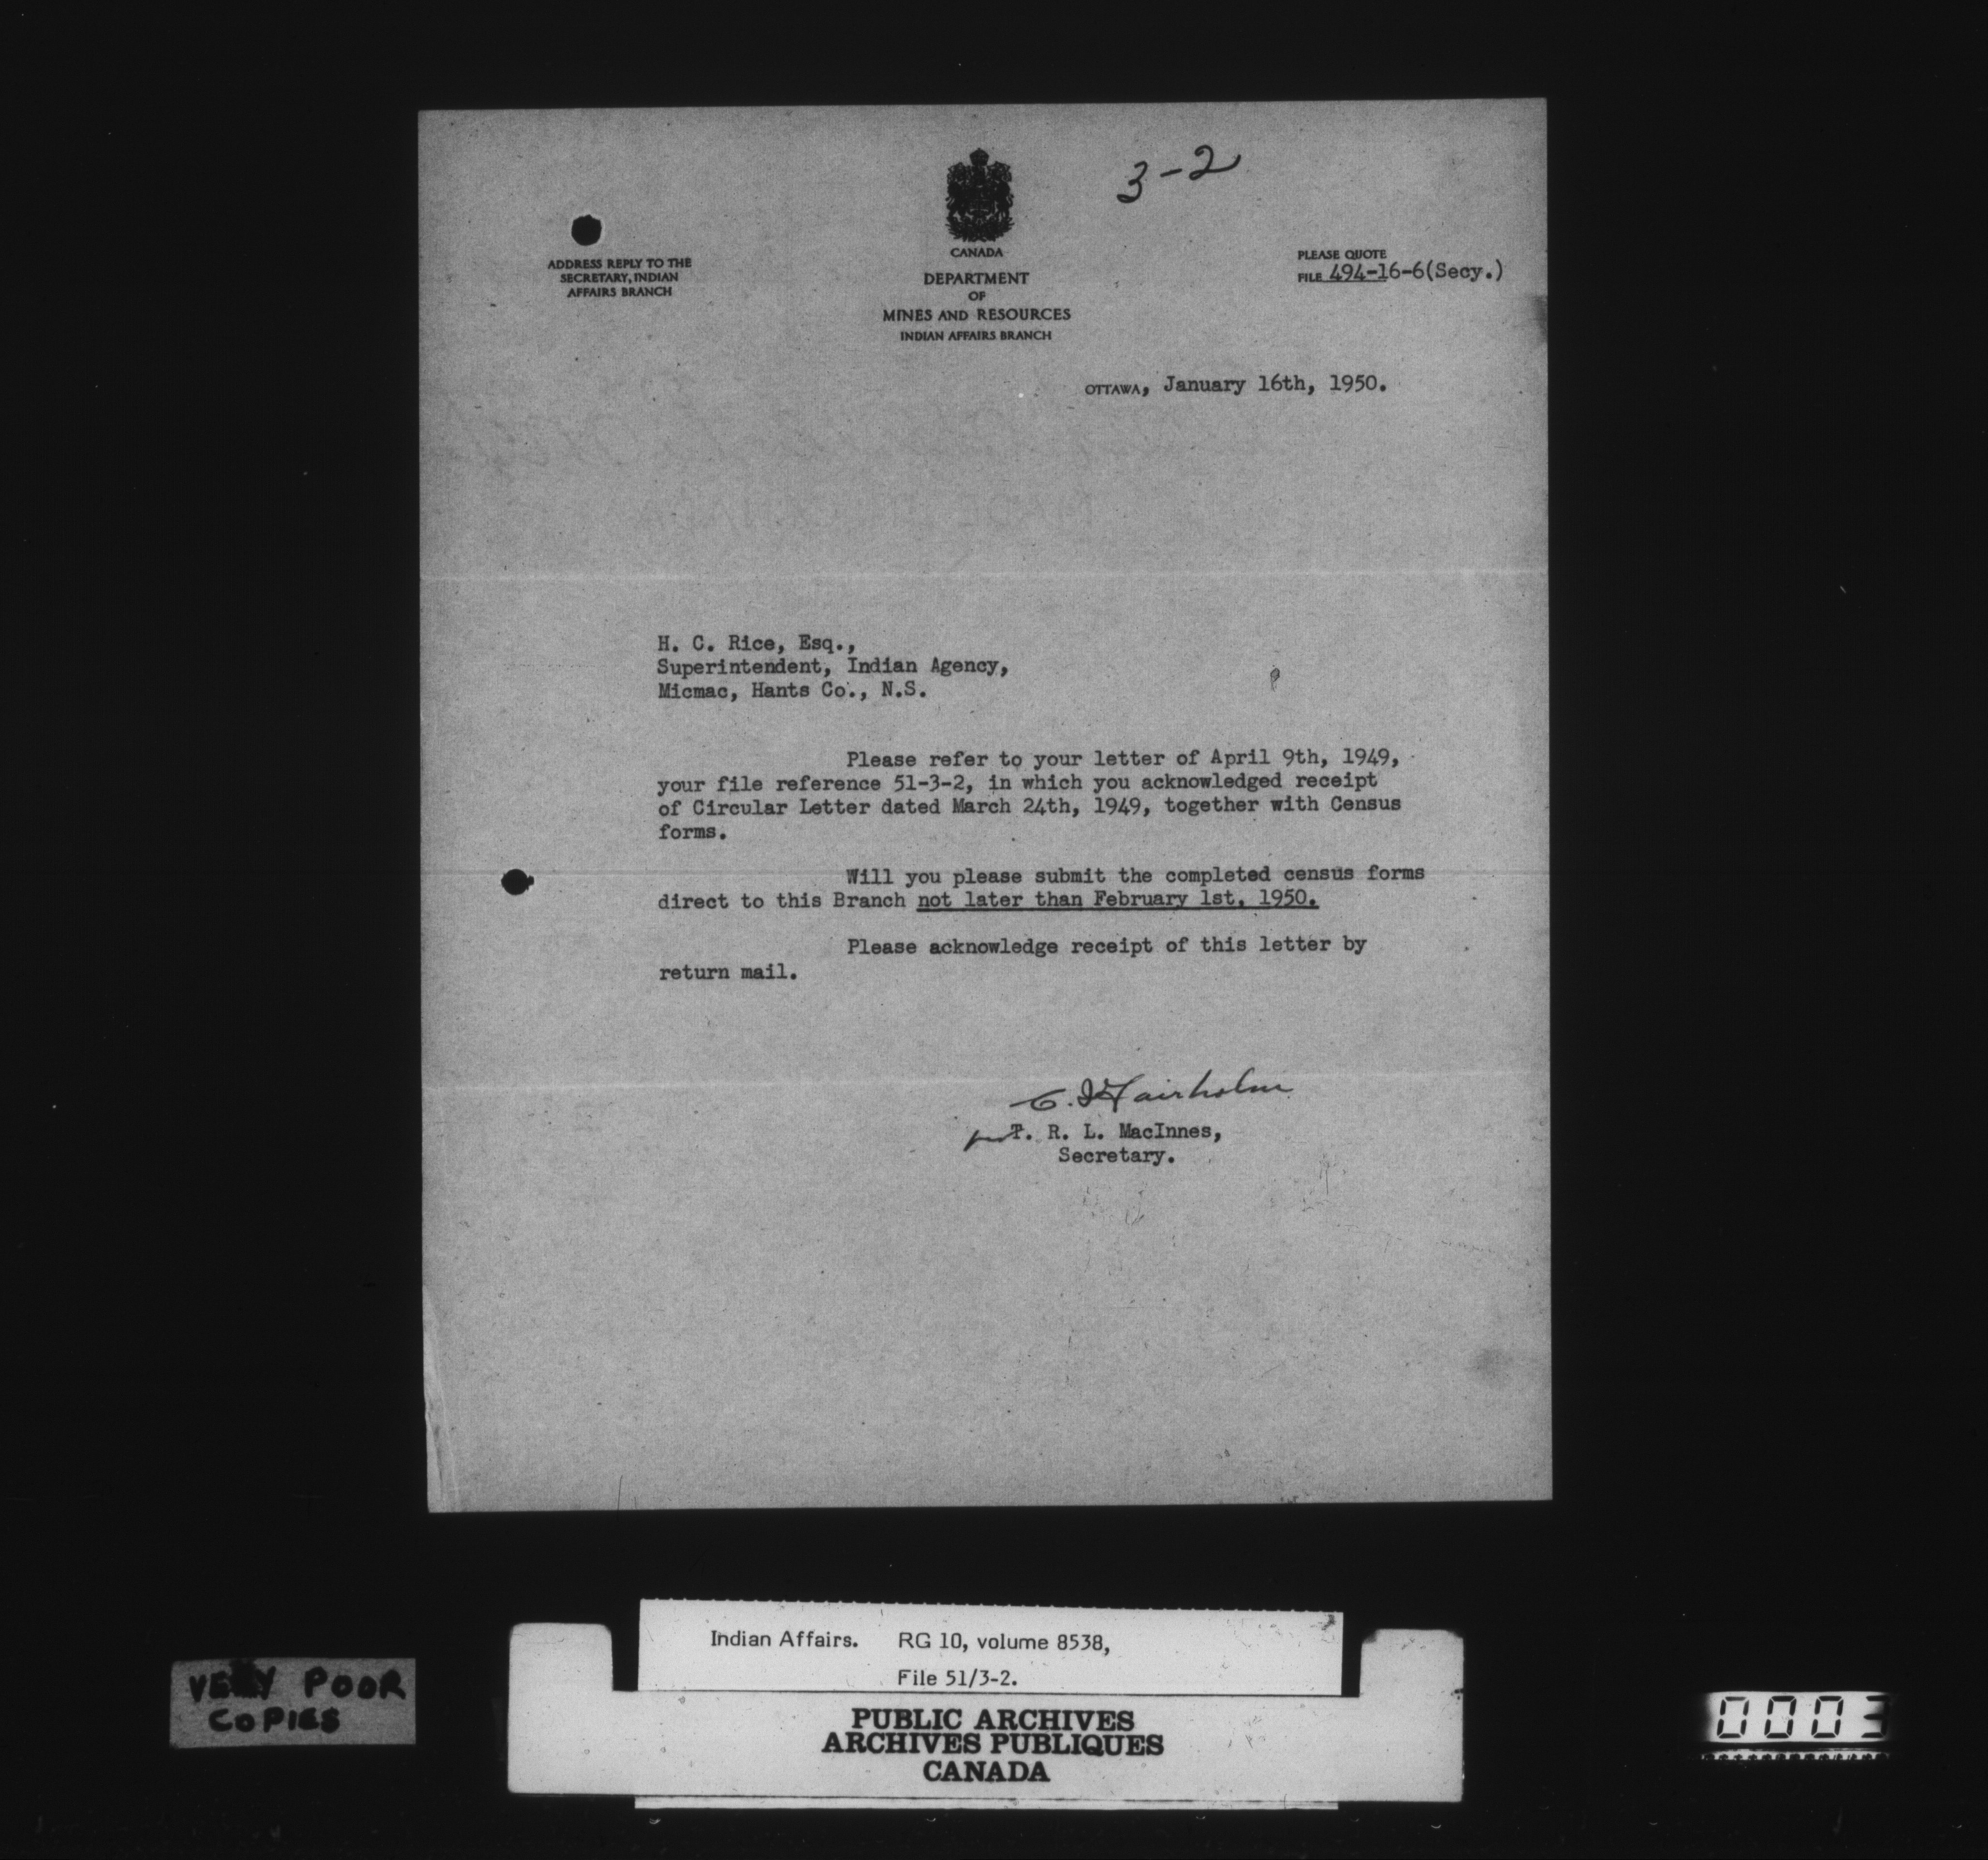 3-2
CANADA
ADDRESS REPLY TO THE
SECRETARY, INDIAN
AFFAIRS BRANCH
DEPARTMENT
OF
MINES AND RESOURCES
INDIAN AFFAIRS BRANCH
PLEASE QUOTE
FILE 494-16-6(Secy.)
OTTAWA, January 16th, 1950.
H. C. Rice, Esq.,
Superintendent, Indian Agency,
Micmac, Hants Co., N.S.
Please refer to your letter of April 9th, 1949,
your file reference 51-3-2, in which you acknowledged receipt
of Circular Letter dated March 24th, 1949, together with Census
forms.
Will you please submit the completed census forms
direct to this Branch not later than February 1st, 1950.
Please acknowledge receipt of this letter by
return mail.
C. I. Fairholm
per T. R. L. MacInnes,
Secretary.
Indian Affairs. RG 10, volume 8538,
File 51/3-2.
PUBLIC ARCHIVES
ARCHIVES PUBLIQUES
CANADA
VERY POOR
COPIES
0003